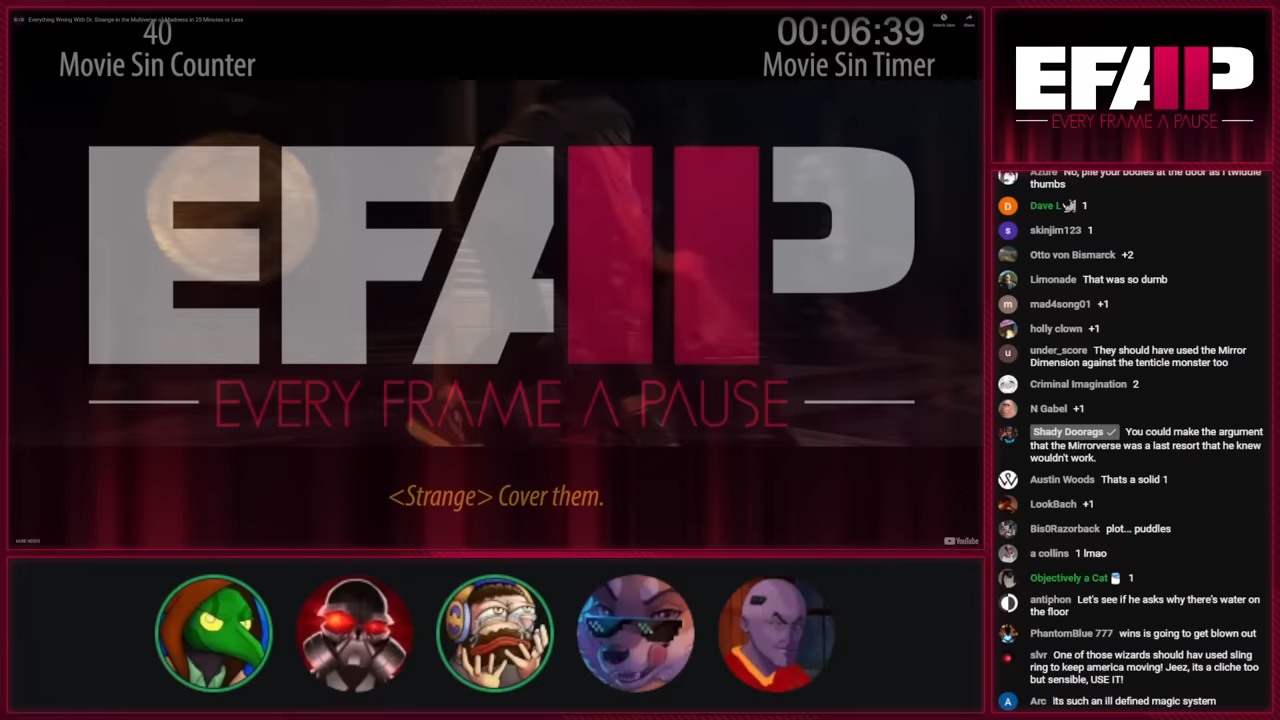 Everything Wrong With Dr. Strange in the Multiverse of Madness in 25 Minutes or Less
40
Movie Sin Counter
00:06:39
Movie Sin Timer
Watch later
Share
EFAP
EVERY FRAME A PAUSE
<Strange> Cover them.
MORE VIDEOS
YouTube
EFAP
EVERY FRAME A PAUSE
Azure No, pile your bodies at the door as I twiddle
thumbs
Dave L 1
skinjim123 1
Otto von Bismarck +2
Limonade That was so dumb
mad4song01 +1
holly clown +1
under_score They should have used the Mirror
Dimension against the tenticle monster too
Criminal Imagination 2
N Gabel +1
Shady Doorags ✓ You could make the argument
that the Mirrorverse was a last resort that he knew
wouldn't work.
Austin Woods Thats a solid 1
LookBach +1
Bis0Razorback plot... puddles
a collins 1 lmao
Objectively a Cat 1
antiphon Let's see if he asks why there's water on
the floor
PhantomBlue 777 wins is going to get blown out
slvr One of those wizards should hav used sling
ring to keep america moving! Jeez, its a cliche too
but sensible, USE IT!
Arc its such an ill defined magic system